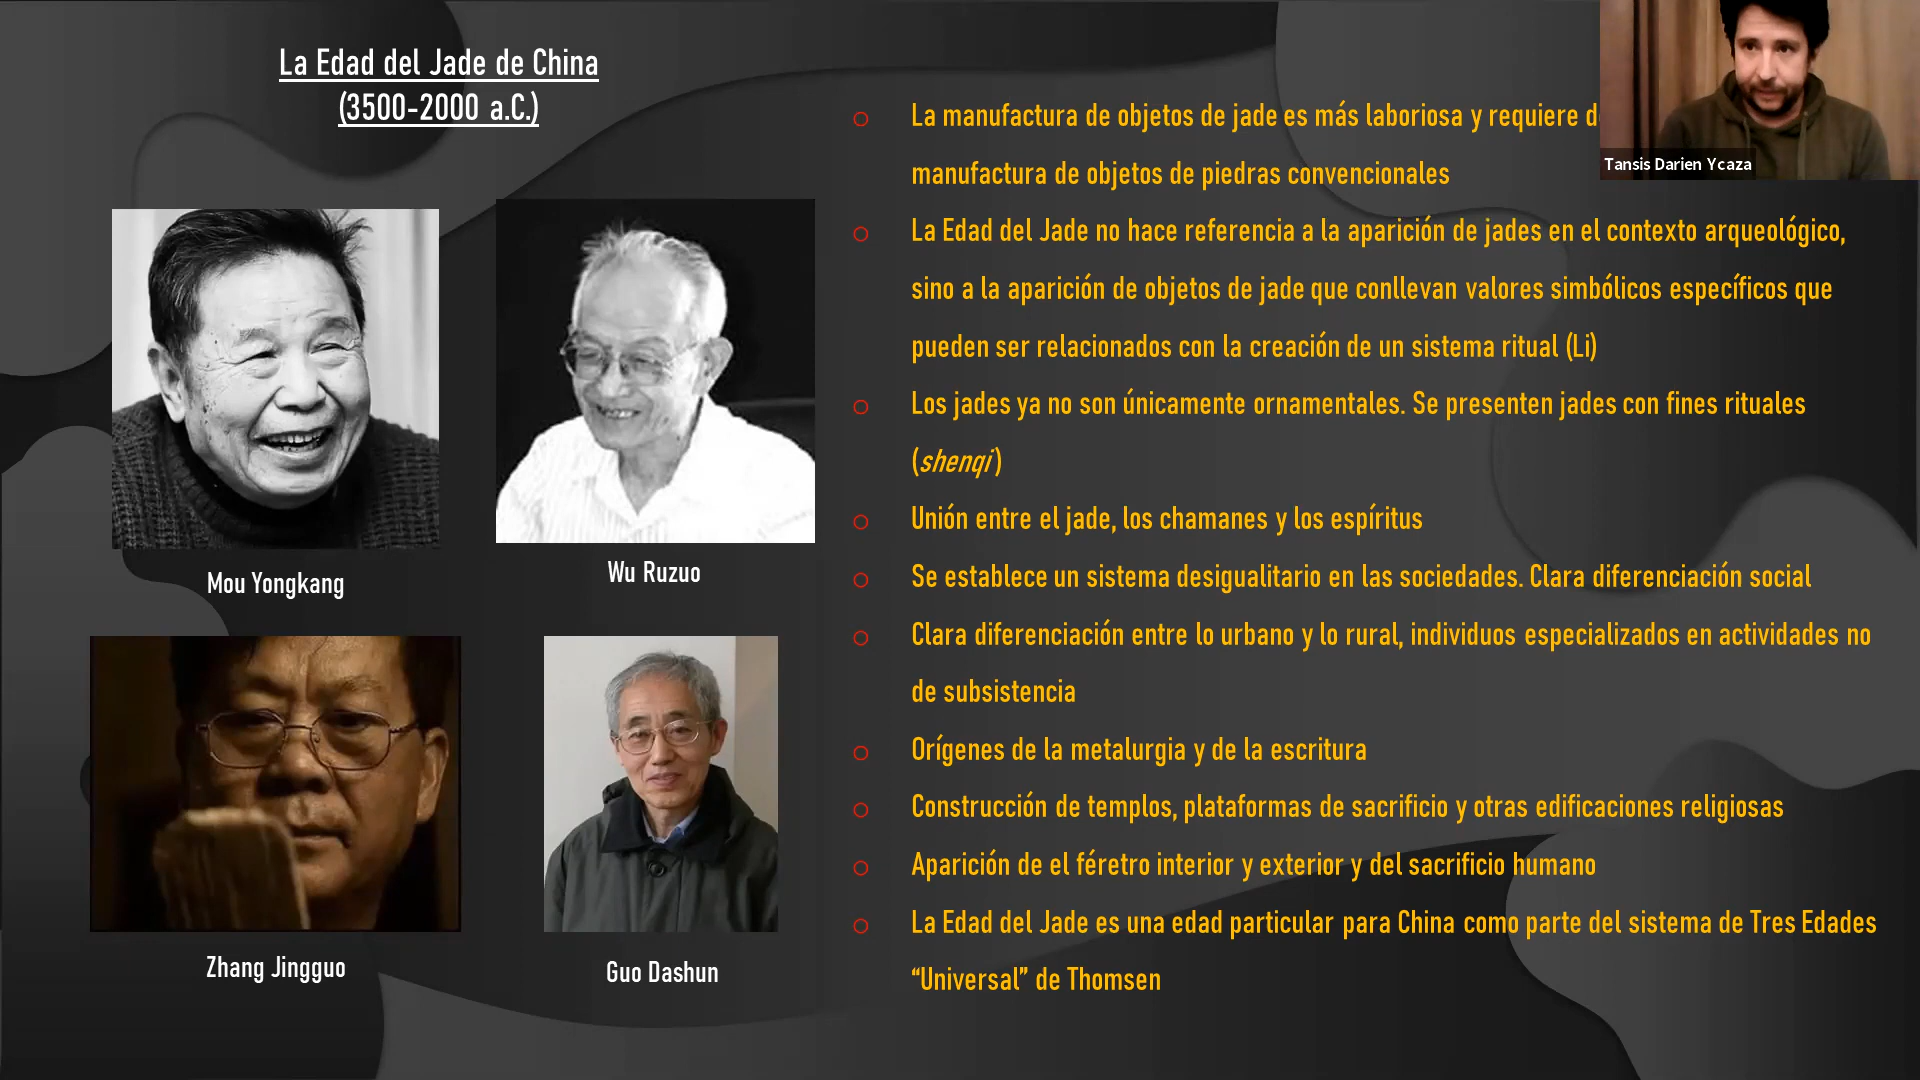 La Edad del Jade de China
(3500-2000 a.C.)
La manufactura de objetos de jade es más laboriosa y requiere
manufactura de objetos de piedras convencionales
La Edad del Jade no hace referencia a la aparición de jades en el contexto arqueológico,
sino a la aparición de objetos de jade que conllevan valores simbólicos específicos que
pueden ser relacionados con la creación de un sistema ritual (Li)
Los jades ya no son únicamente ornamentales. Se presenten jades con fines rituales
(shenqi)
Unión entre el jade, los chamanes y los espíritus
Se establece un sistema desigualitario en las sociedades. Clara diferenciación social
Clara diferenciación entre lo urbano y lo rural, individuos especializados en actividades no
de subsistencia
Orígenes de la metalurgia y de la escritura
Construcción de templos, plataformas de sacrificio y otras edificaciones religiosas
Aparición de el féretro interior y exterior y del sacrificio humano
La Edad del Jade es una edad particular para China como parte del sistema de Tres Edades
“Universal” de Thomsen
Mou Yongkang
Wu Ruzuo
Zhang Jingguo
Guo Dashun
Tansis Darien Ycaza